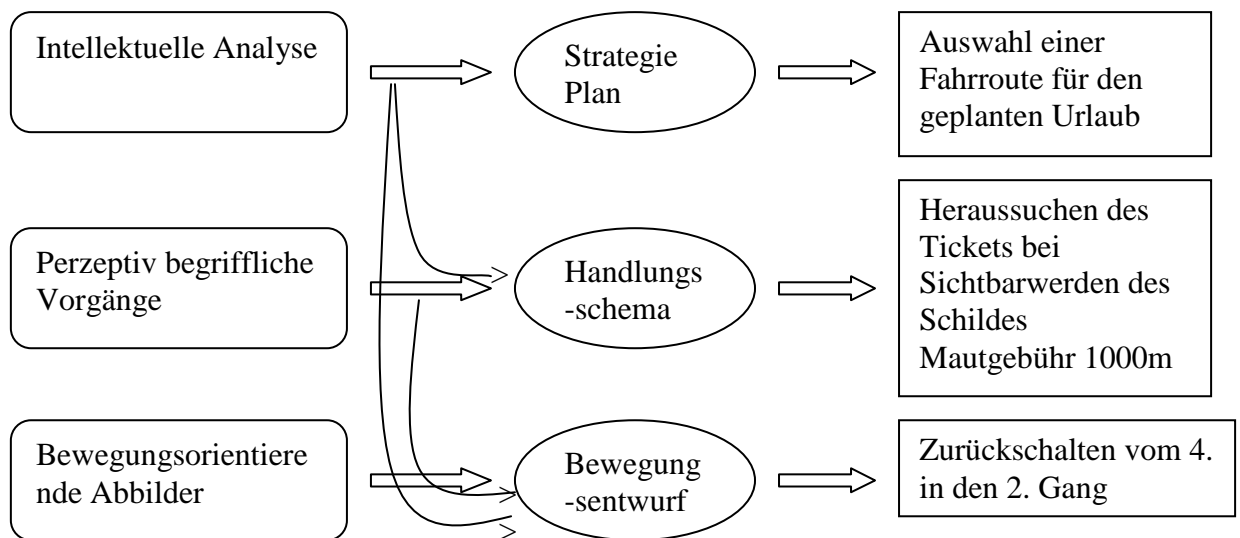 Intellektuelle Analyse
Strategie
Plan
Auswahl einer
Fahrroute für den
geplanten Urlaub
Perzeptiv begriffliche
Vorgänge
Handlungs
-schema
Heraussuchen des
Tickets bei
Sichtbarwerden des
Schildes
Mautgebühr 1000m
Bewegungsorientiere
nde Abbilder
Bewegung
-sentwurf
Zurückschalten vom 4.
in den 2. Gang